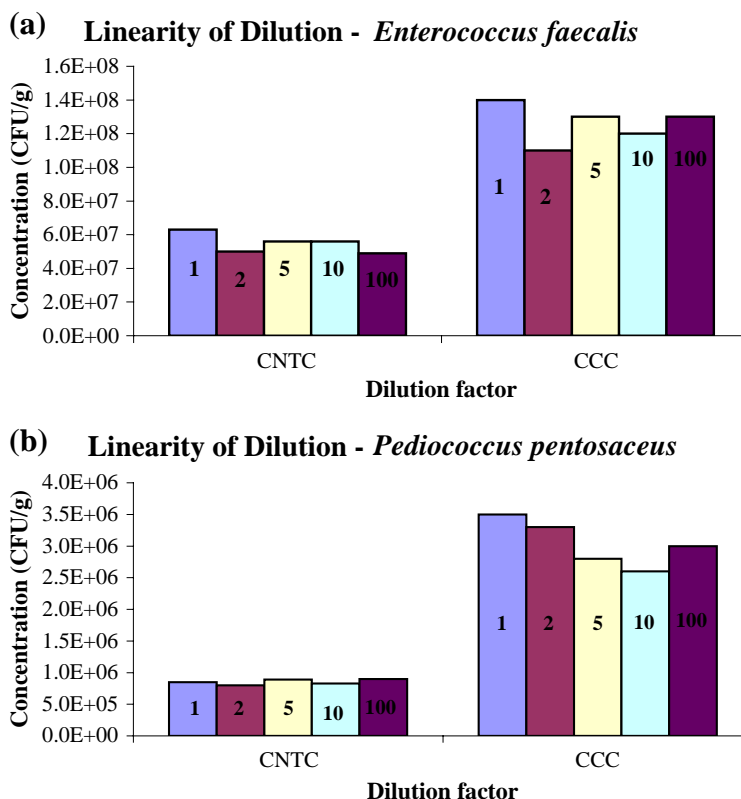 (a) Linearity of Dilution - Enterococcus faecalis
Concentration (CFU/g)
1.6E+08
1.4E+08
1.2E+08
1.0E+08
8.0E+07
6.0E+07
4.0E+07
2.0E+07
0.0E+00
1 2 5 10 100
1 2 5 10 100
CNTC CCC
Dilution factor
(b) Linearity of Dilution - Pediococcus pentosaceus
Concentration (CFU/g)
4.0E+06
3.5E+06
3.0E+06
2.5E+06
2.0E+06
1.5E+06
1.0E+06
5.0E+05
0.0E+00
1 2 5 10 100
1 2 5 10 100
CNTC CCC
Dilution factor